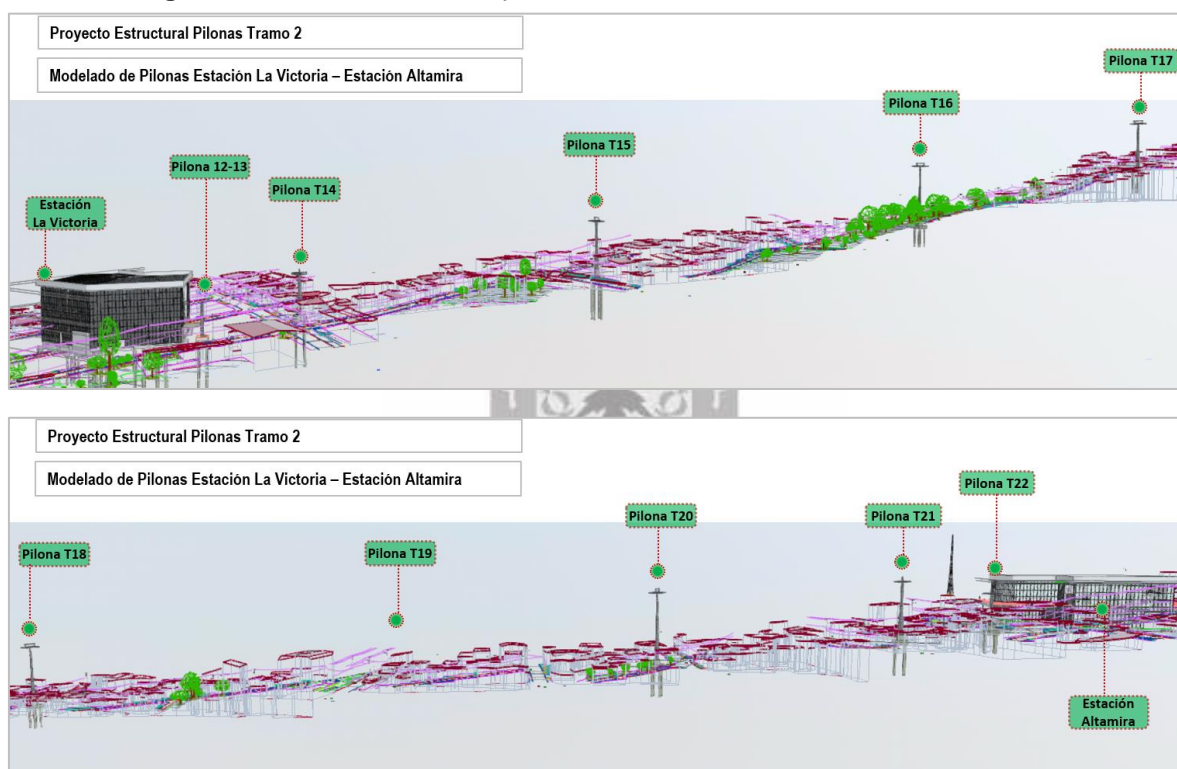 Proyecto Estructural Pilonas Tramo 2
Modelado de Pilonas Estación La Victoria – Estación Altamira
Pilona T17
Pilona T16
Pilona T15
Pilona 12-13
Pilona T14
Estación
La Victoria
Proyecto Estructural Pilonas Tramo 2
Modelado de Pilonas Estación La Victoria – Estación Altamira
Pilona T22
Pilona T20
Pilona T21
Pilona T18
Pilona T19
Estación
Altamira